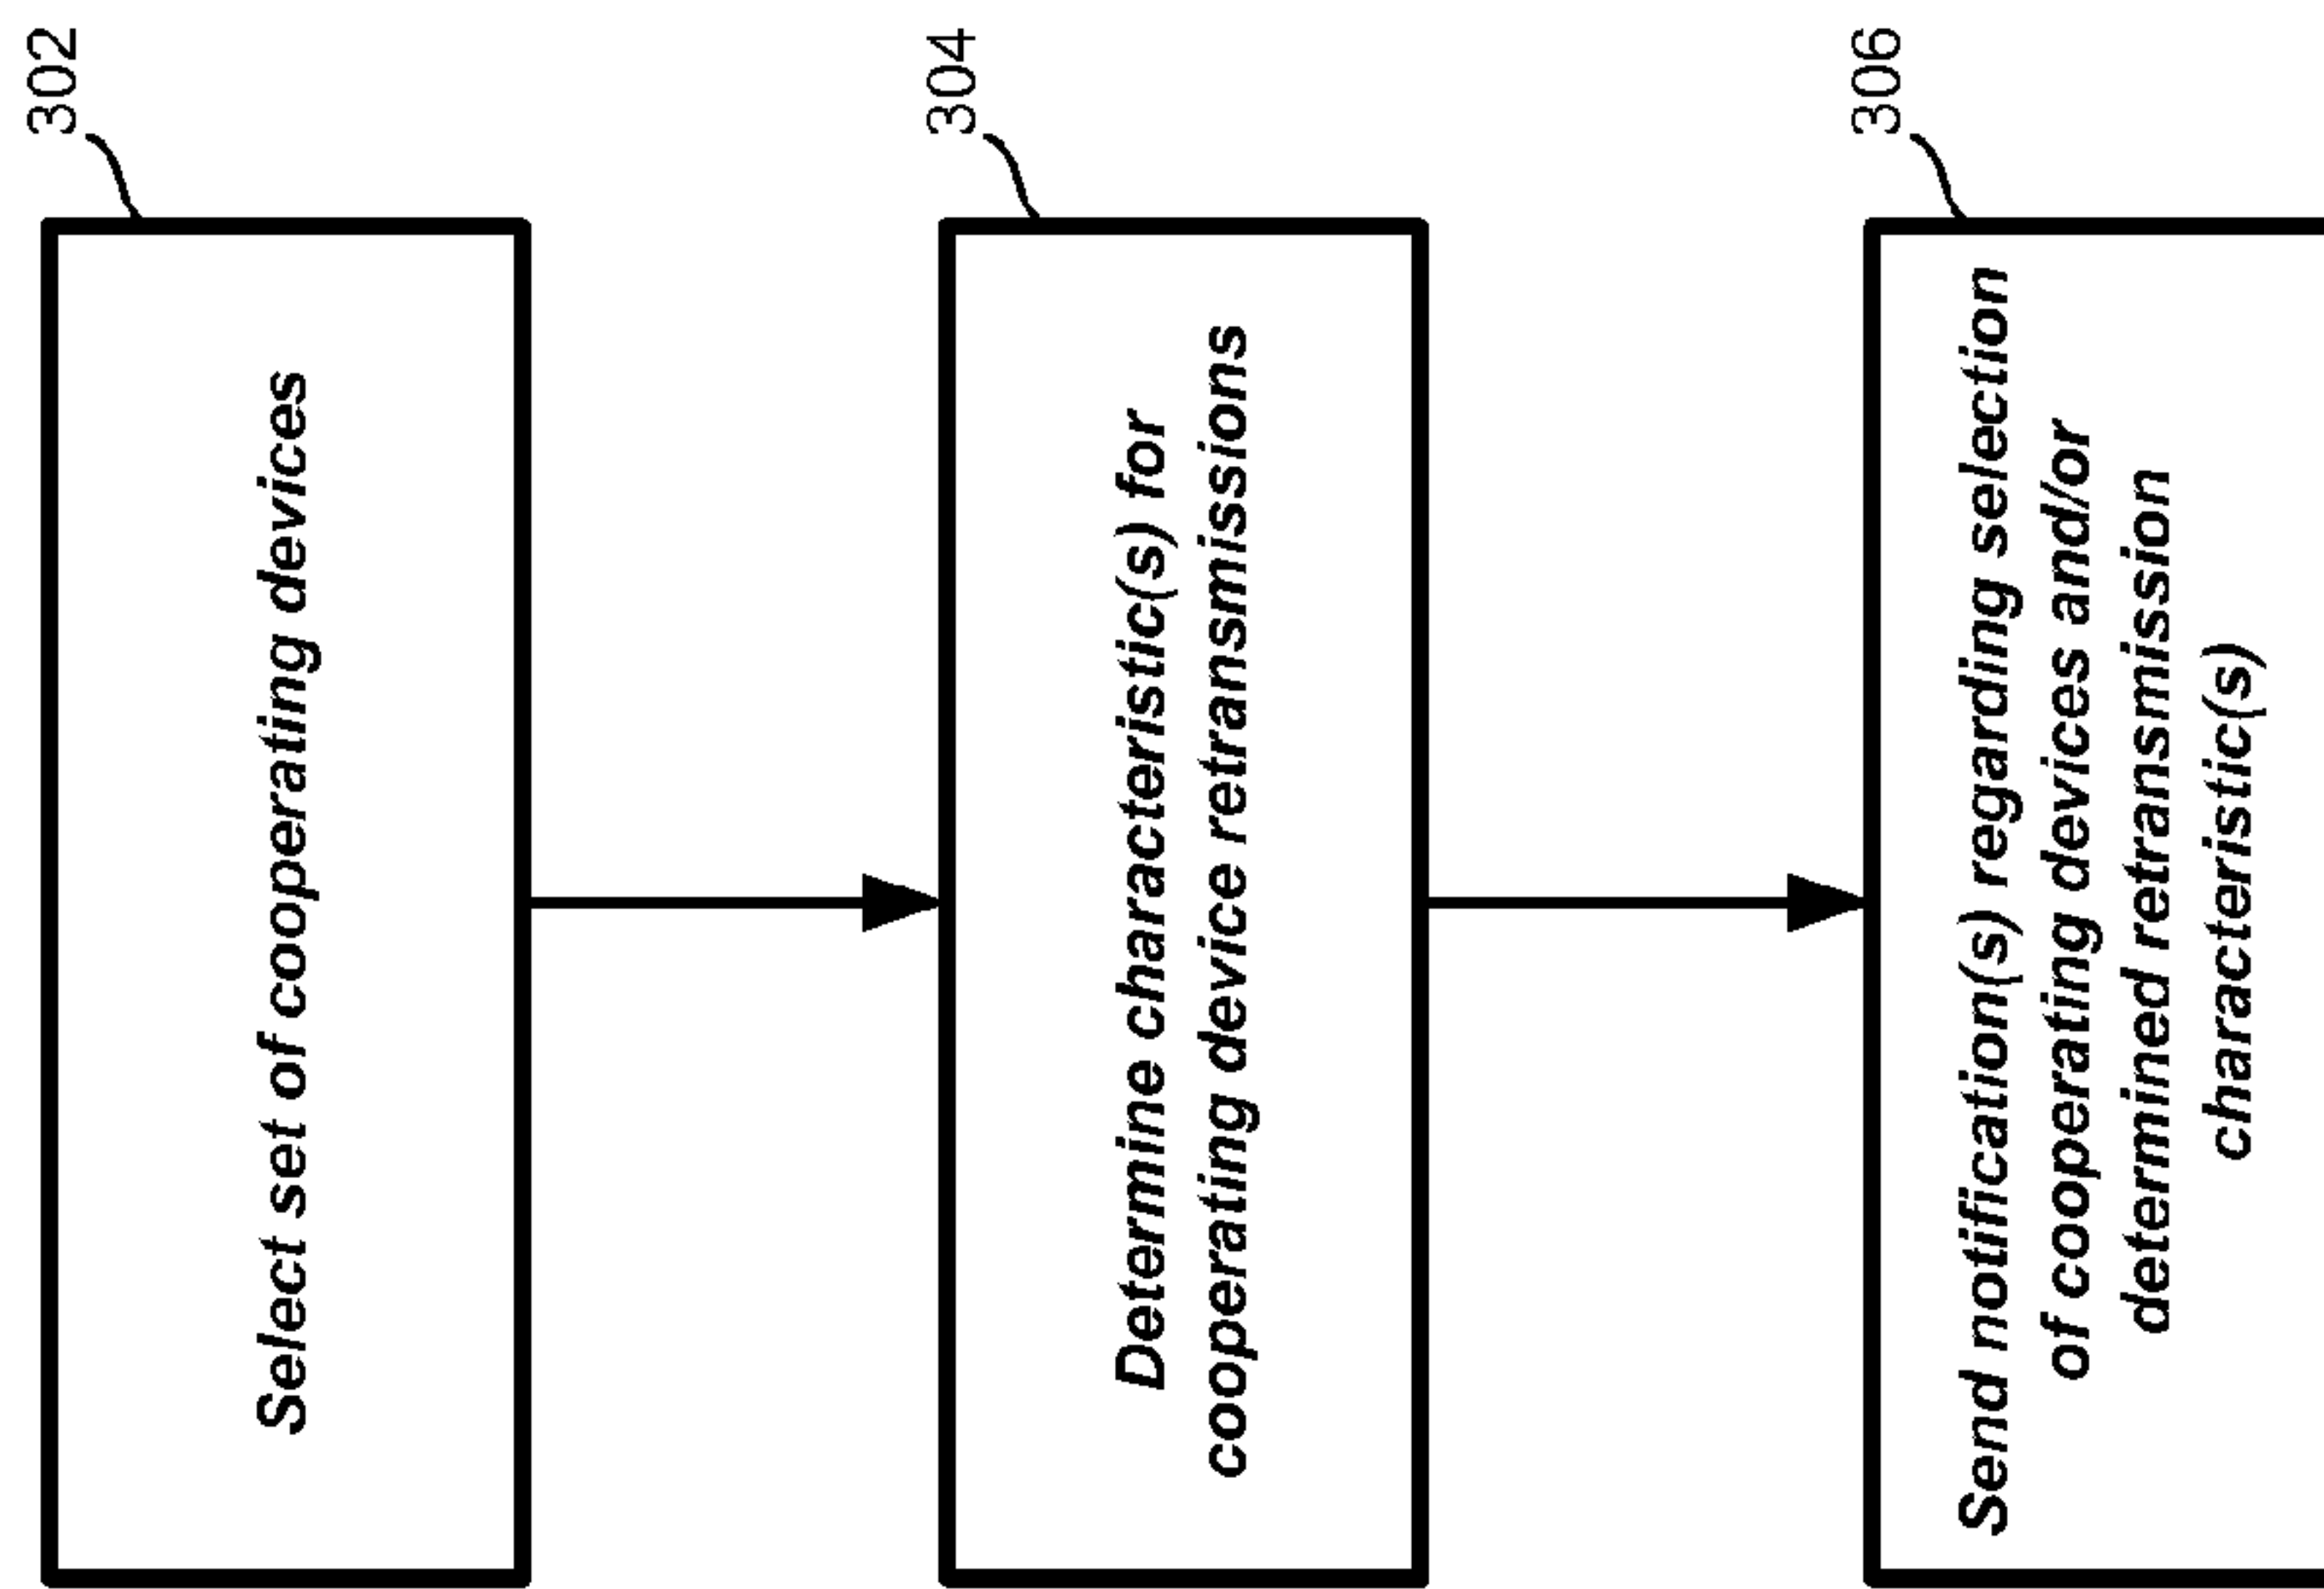 302
Select set of cooperating devices
304
Determine characteristic(s) for
cooperating device retransmissions
306
Send notification(s) regarding selection
of cooperating devices and/or
determined retransmission
characteristic(s)